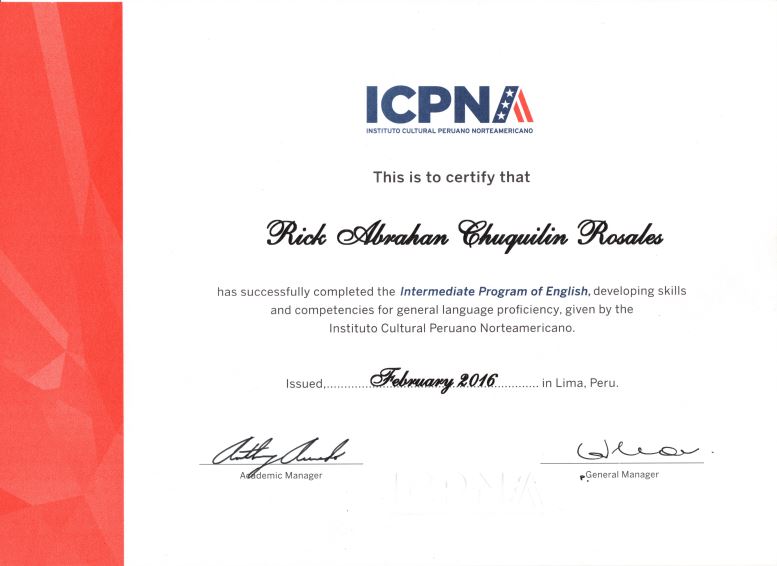 ICPNA
INSTITUTO CULTURAL PERUANO NORTEAMERICANO
This is to certify that
Rick Abrahan Chuquilin Rosales
has successfully completed the Intermediate Program of English, developing skills
and competencies for general language proficiency, given by the
Instituto Cultural Peruano Norteamericano.
Issued,......February 2016...... in Lima, Peru.
Academic Manager
P. General Manager
ICPNA